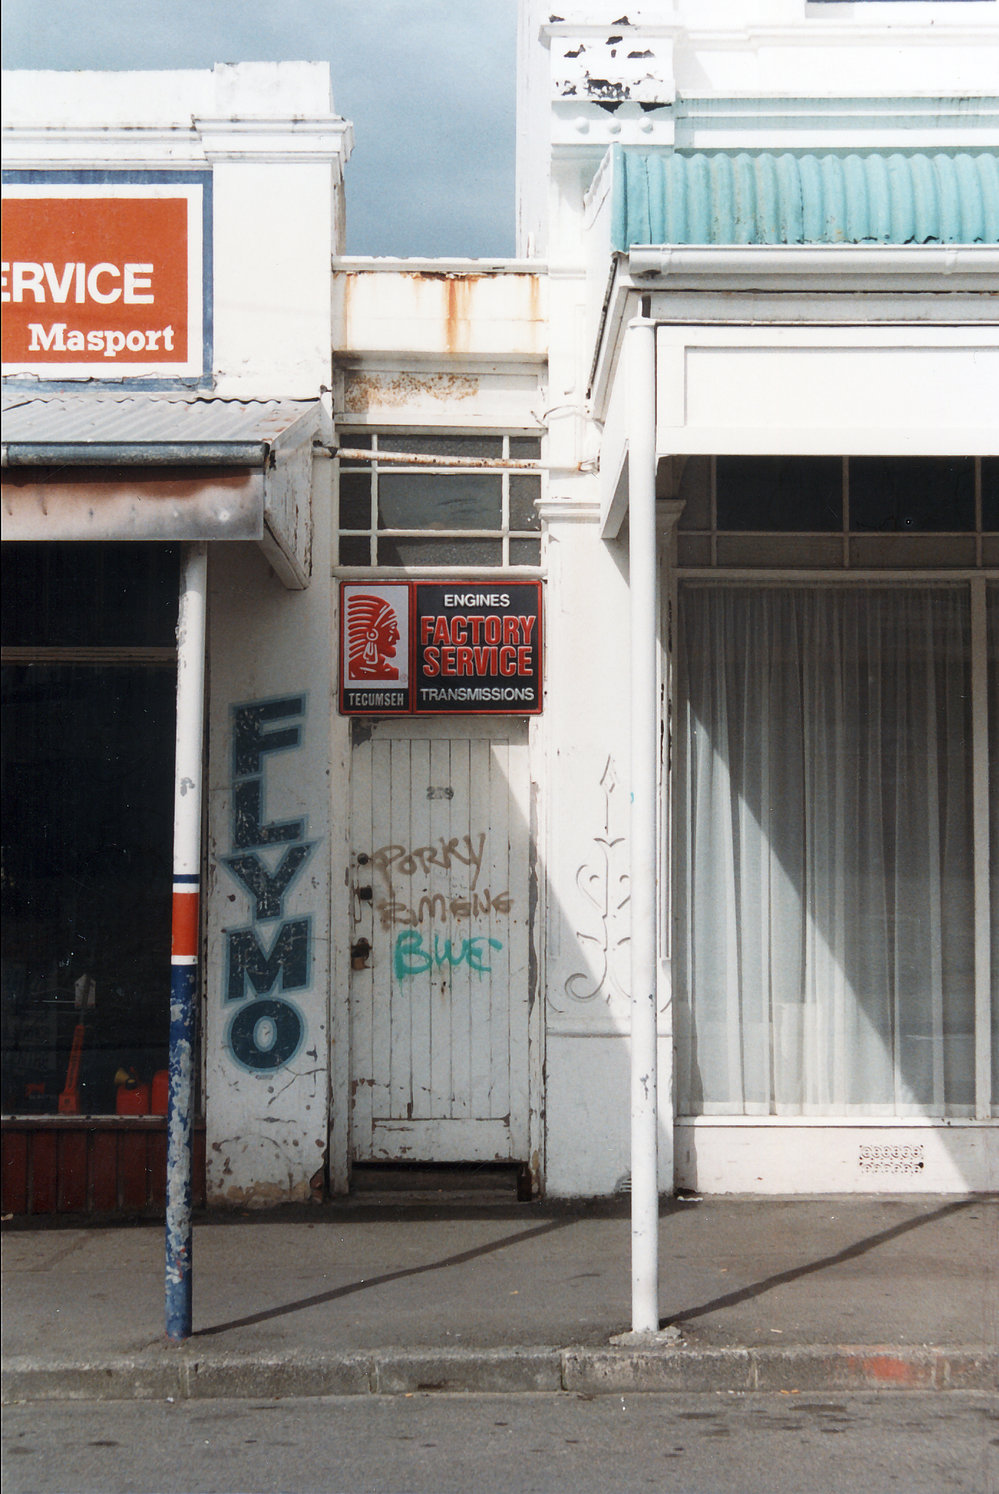 ERVICE
Masport
ENGINES
FACTORY
SERVICE
TRANSMISSIONS
TECUMSEH
FLYMO
PORKY
BLUE